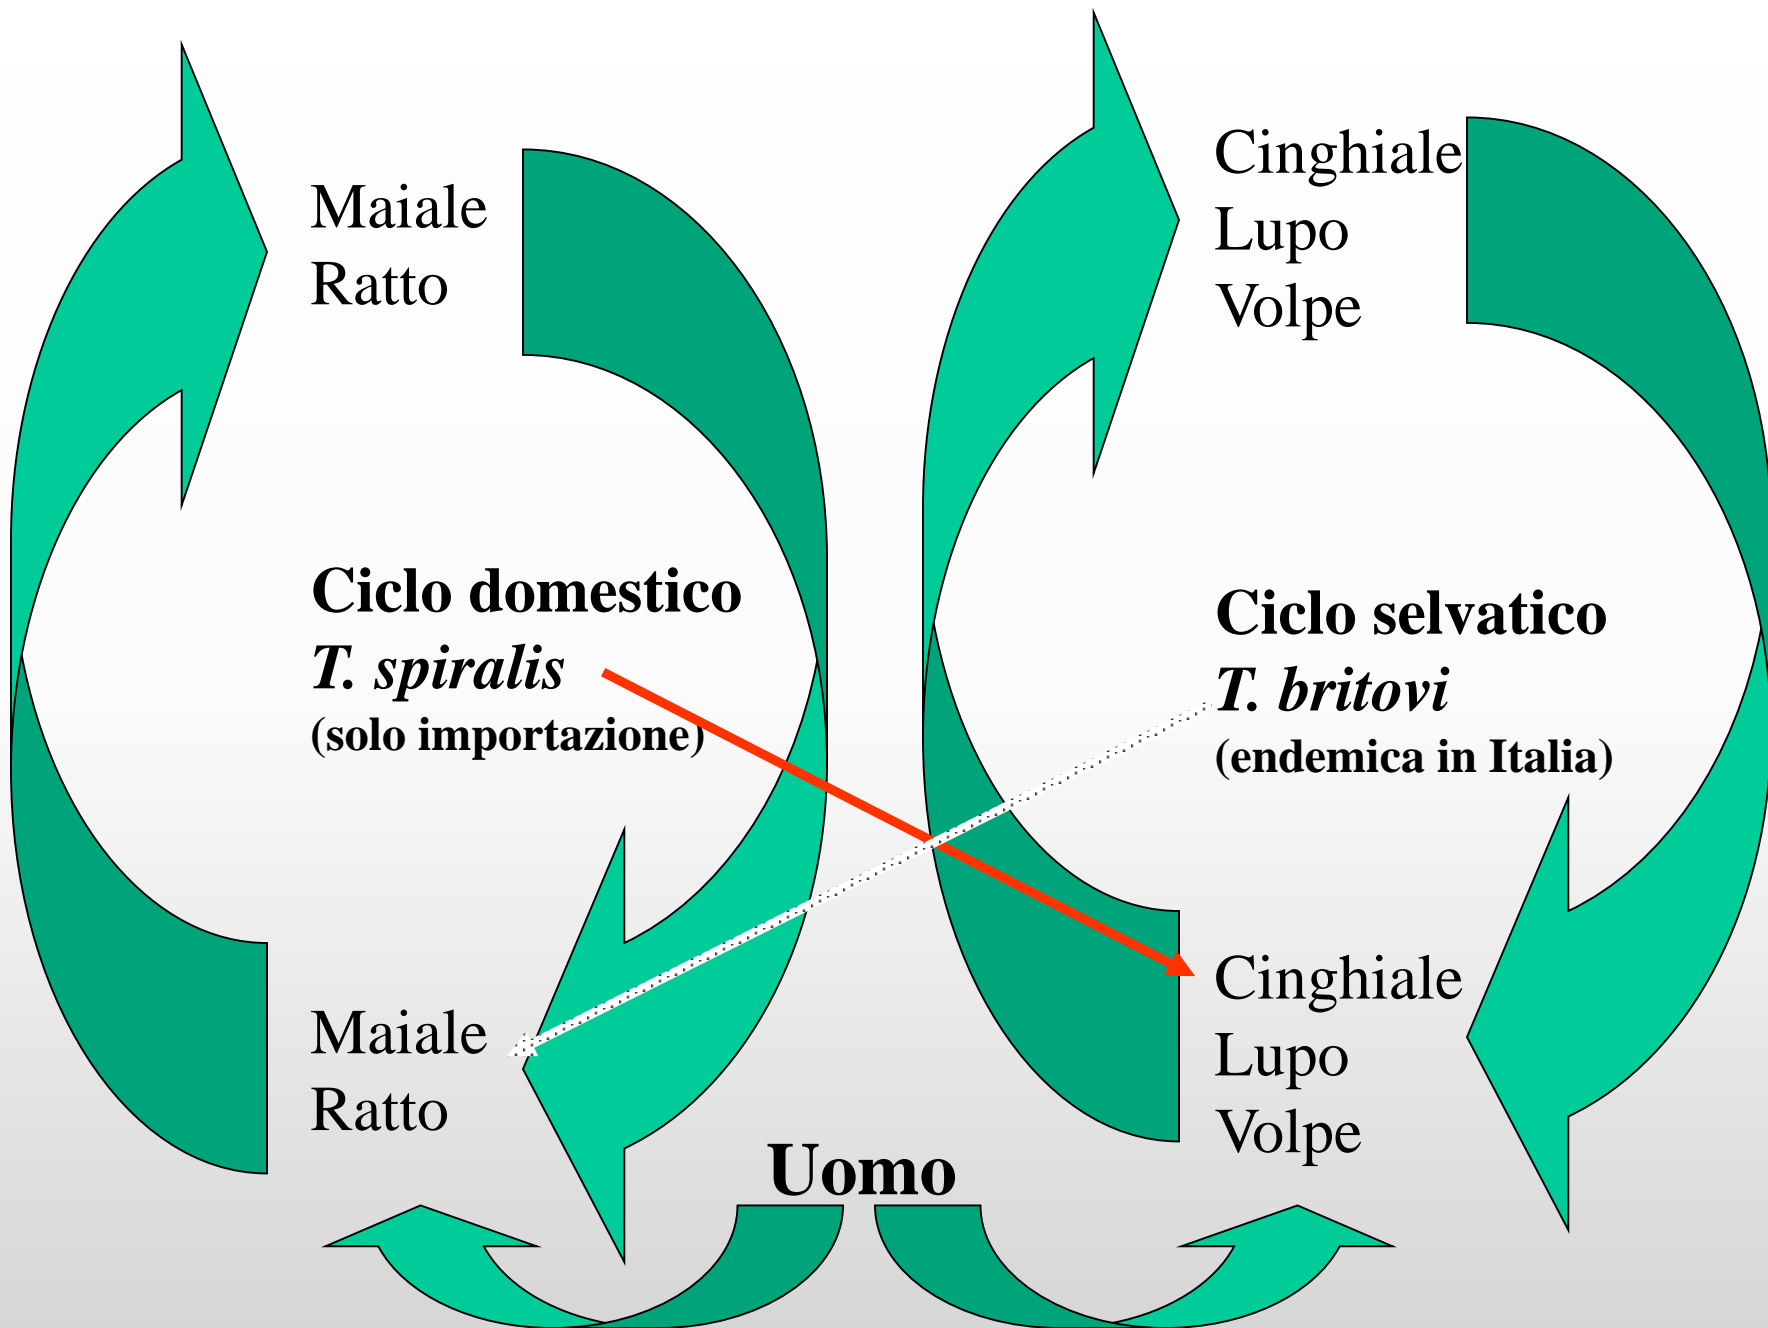 Maiale
Ratto
Cinghiale
Lupo
Volpe
Ciclo domestico
T. spiralis
(solo importazione)
Ciclo selvatico
T. britovi
(endemica in Italia)
Maiale
Ratto
Cinghiale
Lupo
Volpe
Uomo